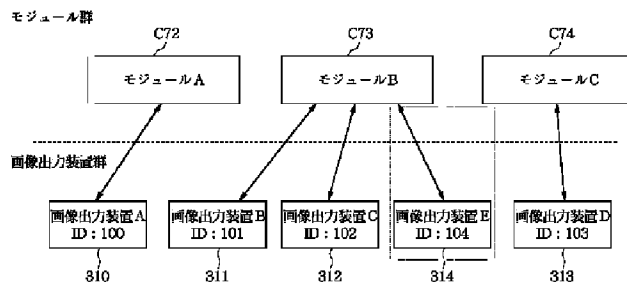 モジュール群
C72
C73
C74
モジュールA
モジュールB
モジュールC
画像出力装置群
画像出力装置A
ID：100
画像出力装置B
ID：101
画像出力装置C
ID：102
画像出力装置E
ID：104
画像出力装置D
ID：103
310
311
312
314
313